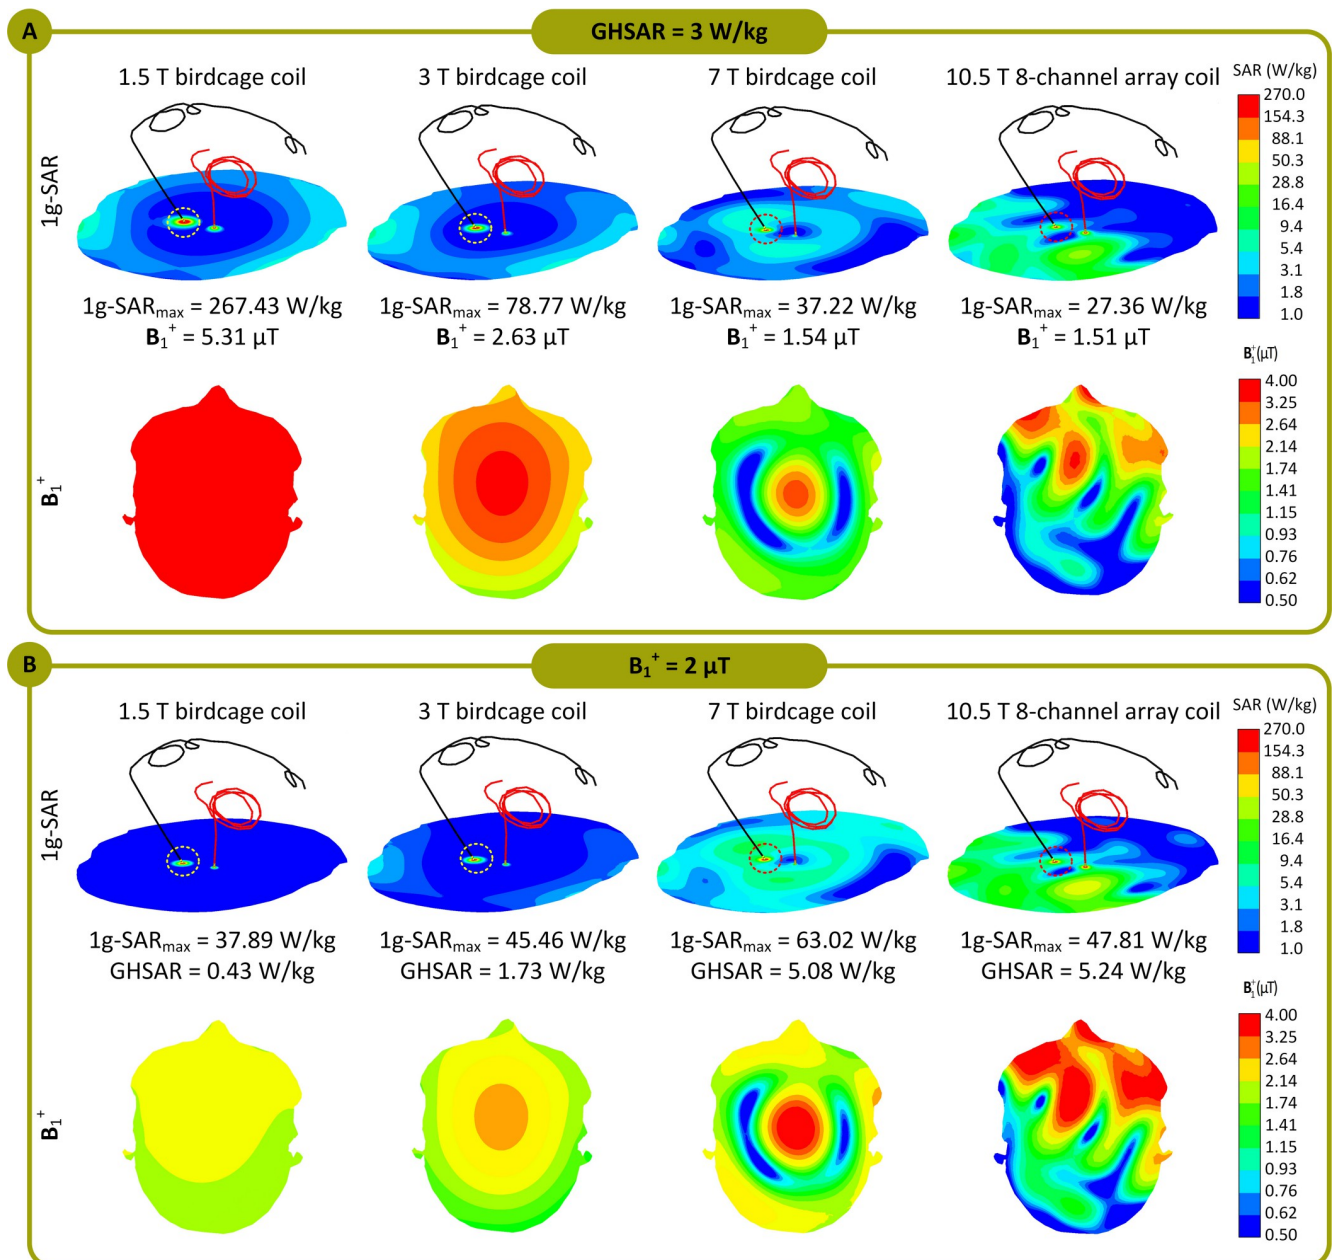 A
GHSAR = 3 W/kg
1.5 T birdcage coil
3 T birdcage coil
7 T birdcage coil
10.5 T 8-channel array coil
SAR (W/kg)
270.0
154.3
88.1
50.3
28.8
16.4
9.4
5.4
3.1
1.8
1.0
1g-SAR
1g-SARmax = 267.43 W/kg
B1+ = 5.31 µT
1g-SARmax = 78.77 W/kg
B1+ = 2.63 µT
1g-SARmax = 37.22 W/kg
B1+ = 1.54 µT
1g-SARmax = 27.36 W/kg
B1+ = 1.51 µT
B1+(µT)
4.00
3.25
2.64
2.14
1.74
1.41
1.15
0.93
0.76
0.62
0.50
B1+
B
B1+ = 2 µT
1.5 T birdcage coil
3 T birdcage coil
7 T birdcage coil
10.5 T 8-channel array coil
SAR (W/kg)
270.0
154.3
88.1
50.3
28.8
16.4
9.4
5.4
3.1
1.8
1.0
1g-SAR
1g-SARmax = 37.89 W/kg
GHSAR = 0.43 W/kg
1g-SARmax = 45.46 W/kg
GHSAR = 1.73 W/kg
1g-SARmax = 63.02 W/kg
GHSAR = 5.08 W/kg
1g-SARmax = 47.81 W/kg
GHSAR = 5.24 W/kg
B1+(µT)
4.00
3.25
2.64
2.14
1.74
1.41
1.15
0.93
0.76
0.62
0.50
B1+